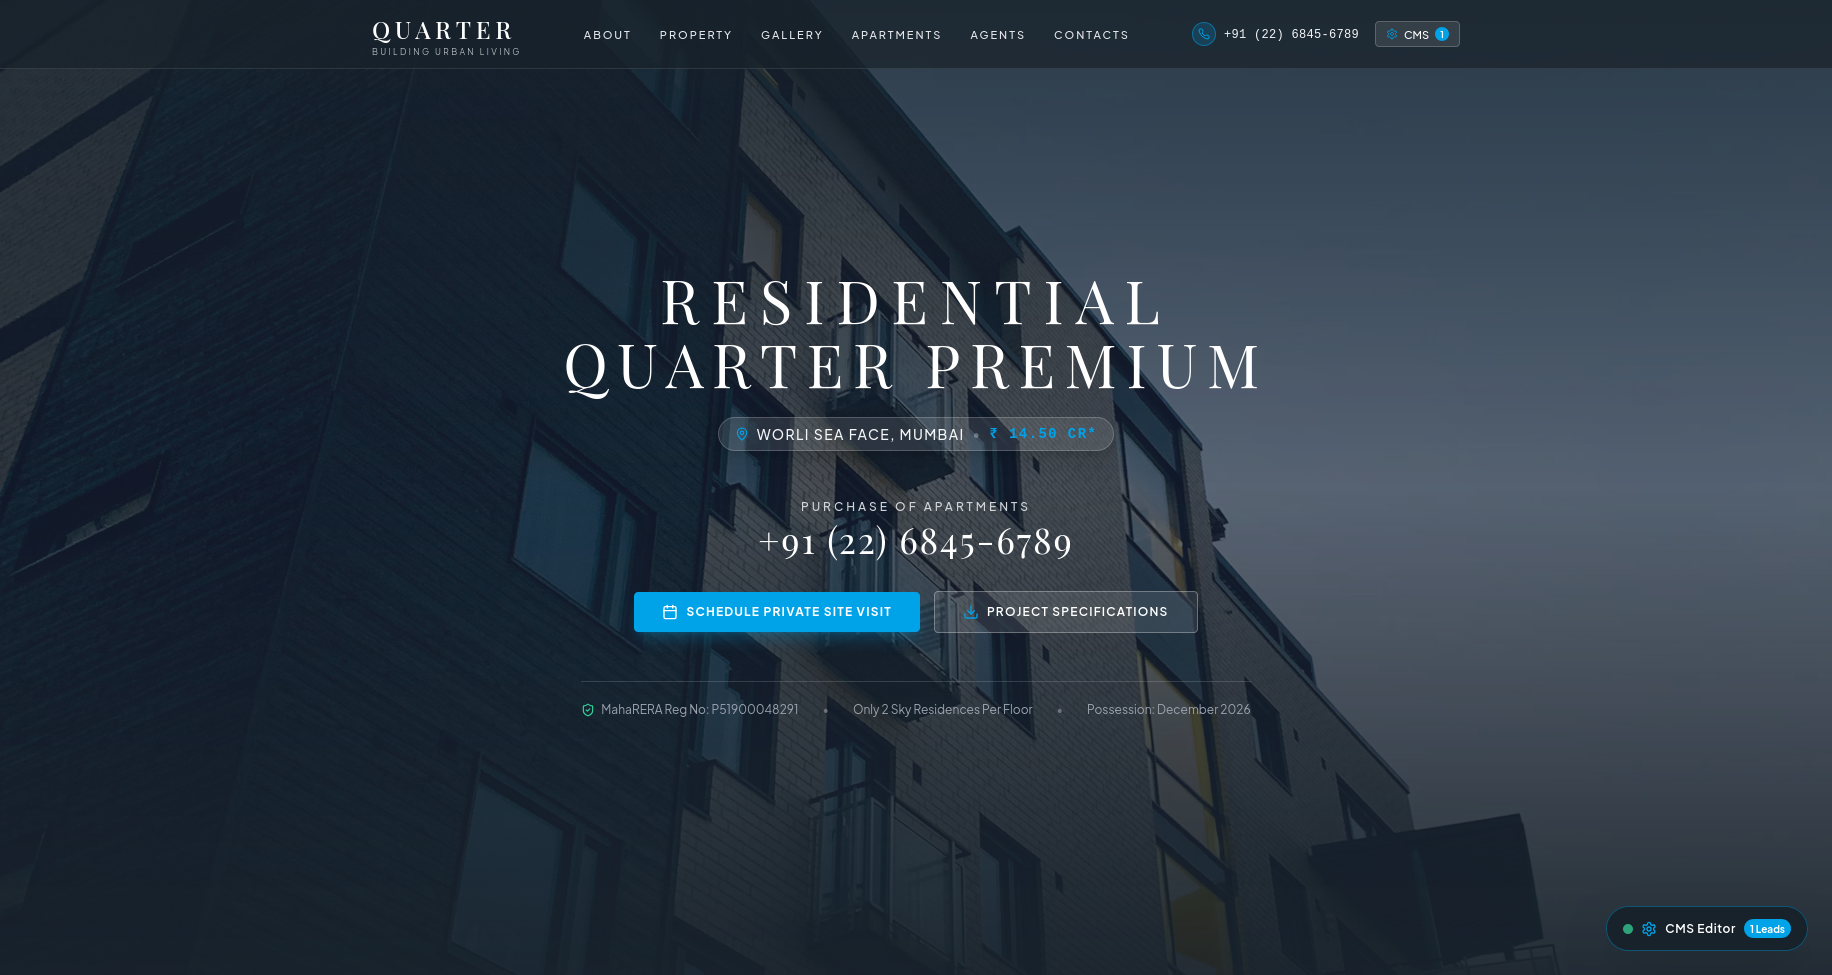 QUARTER
BUILDING URBAN LIVING
ABOUT PROPERTY GALLERY APARTMENTS AGENTS CONTACTS
+91 (22) 6845-6789
CMS 1
RESIDENTIAL
QUARTER PREMIUM
WORLI SEA FACE, MUMBAI • ₹ 14.50 CR*
PURCHASE OF APARTMENTS
+91 (22) 6845-6789
SCHEDULE PRIVATE SITE VISIT
PROJECT SPECIFICATIONS
MahaRERA Reg No: P51900048291 • Only 2 Sky Residences Per Floor • Possession: December 2026
CMS Editor 1 Leads